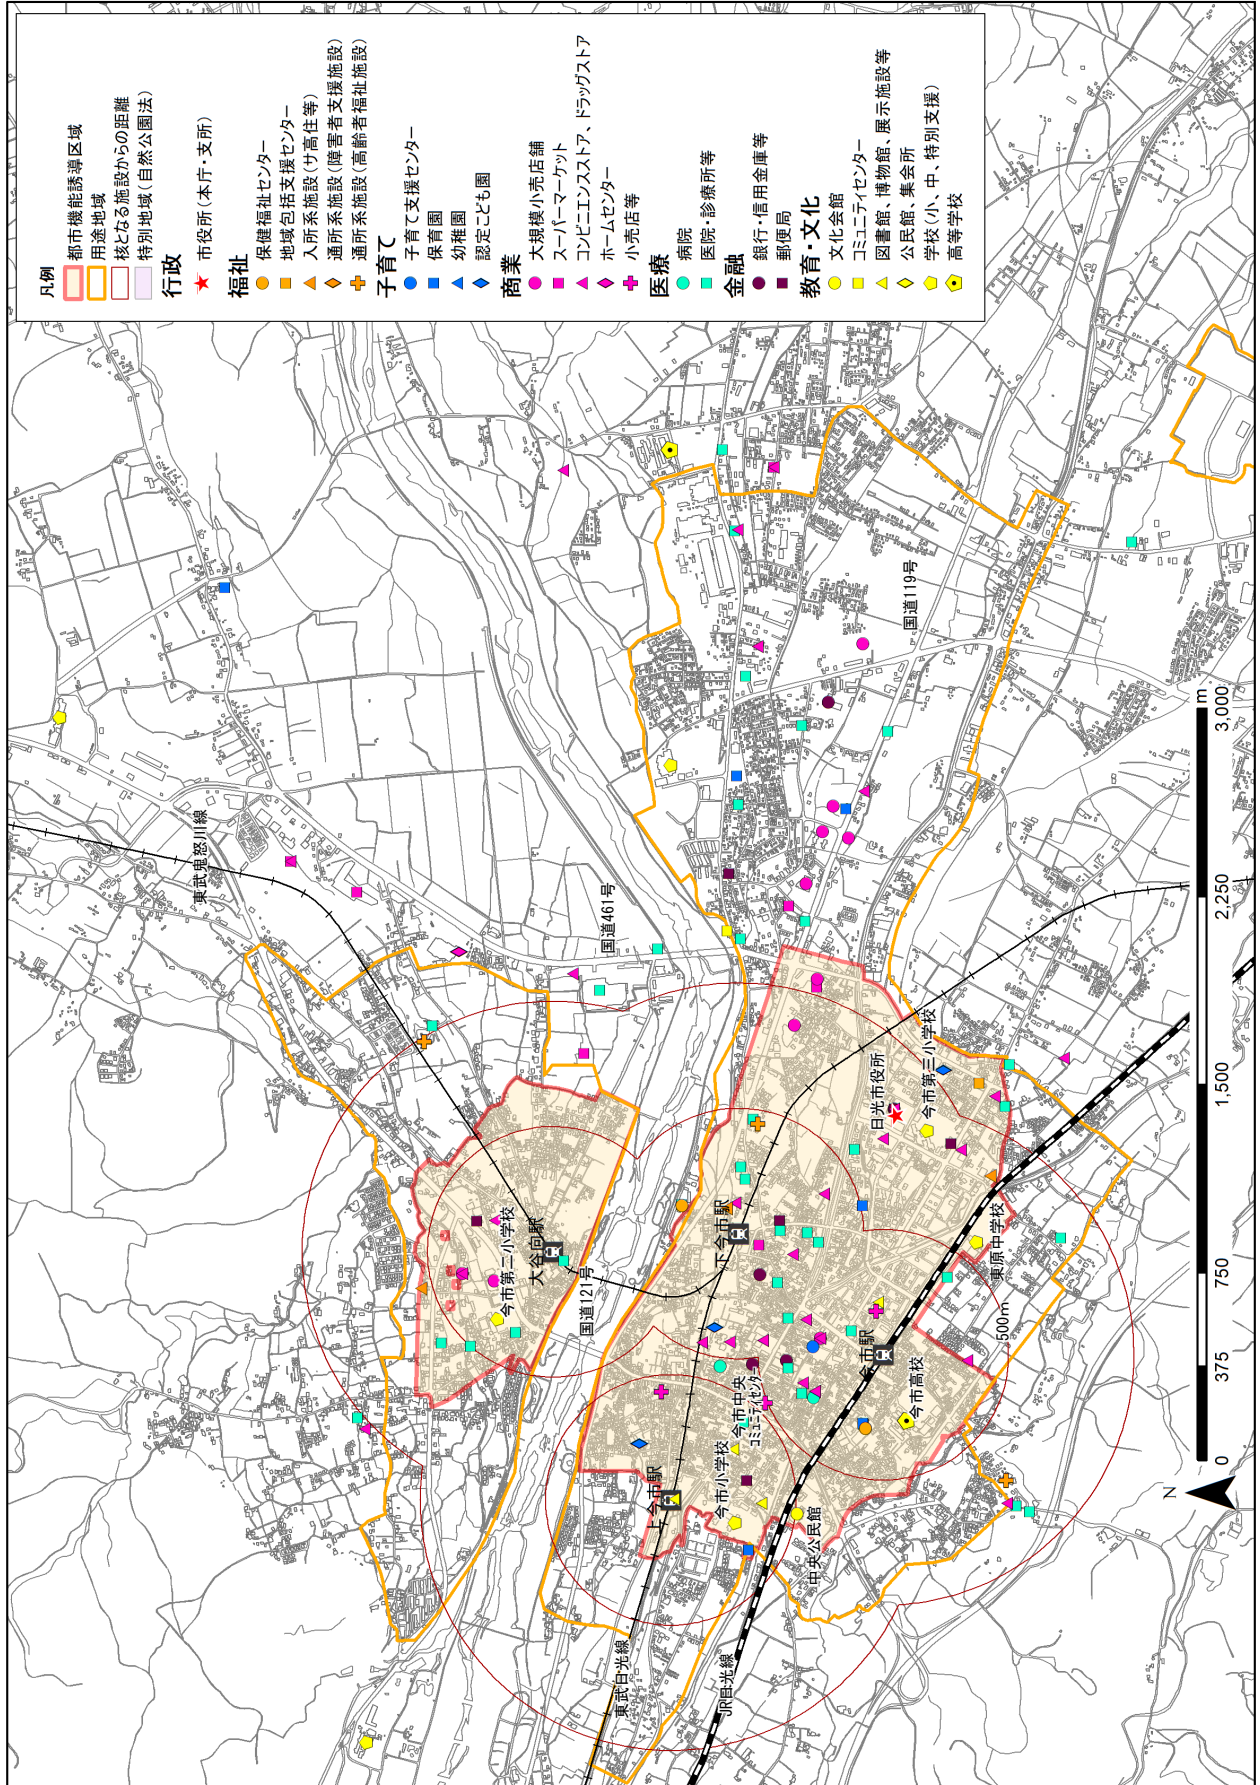 凡例
都市機能誘導区域
用途地域
核となる施設からの距離
特別地域(自然公園法)
行政
市役所(本庁・支所)
福祉
保健福祉センター
地域包括支援センター
入所系施設(サ高住等)
通所系施設(障害者支援施設)
通所系施設(高齢者福祉施設)
子育て
子育て支援センター
保育園
幼稚園
認定こども園
商業
大規模小売店舗
スーパーマーケット
コンビニエンスストア、ドラッグストア
ホームセンター
小売店等
医療
病院
医院・診療所等
金融
銀行・信用金庫等
郵便局
教育・文化
文化会館
コミュニティセンター
図書館、博物館、展示施設等
公民館、集会所
学校(小、中、特別支援)
高等学校
東武鬼怒川線
国道461号
国道119号
今市第二小学校
大谷向駅
国道121号
下今市駅
日光市役所
今市第三小学校
東原中学校
500m
今市駅
今市高校
今市中央
コミュニティセンター
今市小学校
上今市駅
中央公民館
東武日光線
JR日光線
N
0
375
750
1,500
2,250
3,000
m